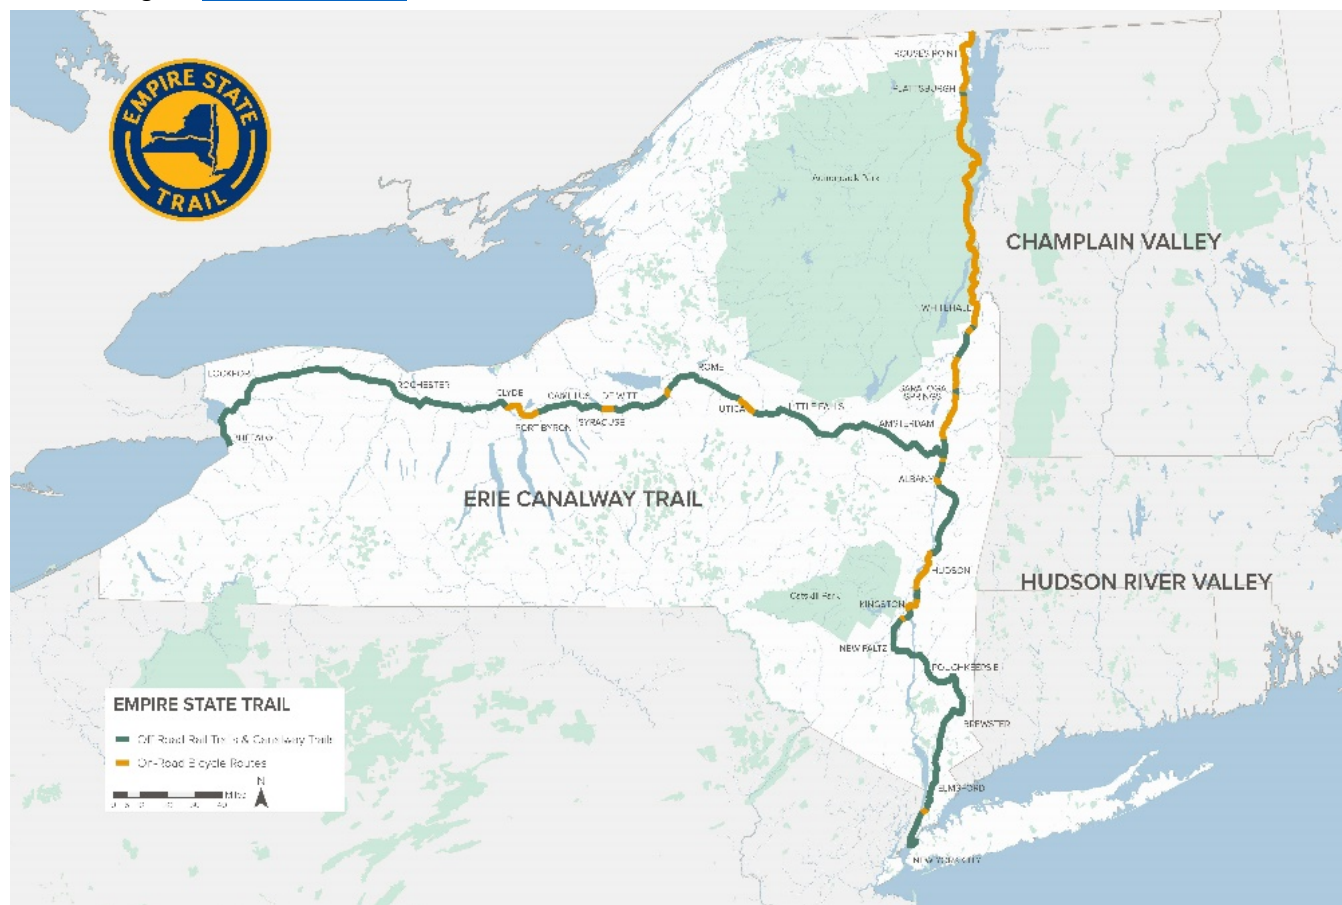 EMPIRE STATE
TRAIL
ROUSES POINT
PLATTSBURGH
Adirondack Park
CHAMPLAIN VALLEY
WHITEHALL
LOCKPORT
ROCHESTER
CLYDE
CAMILLUS
DEWITT
ROME
SARATOGA
SPRINGS
PORT BYRON
SYRACUSE
UTICA
LITTLE FALLS
AMSTERDAM
BUFFALO
ALBANY
ERIE CANALWAY TRAIL
HUDSON
HUDSON RIVER VALLEY
Catskill Park
KINGSTON
NEW PALTZ
POUGHKEEPSIE
BREWSTER
EMPIRE STATE TRAIL
Off Road Rail Trails & Canalway Trails
On-Road Bicycle Routes
N
Miles
ELMSFORD
NEW YORK CITY